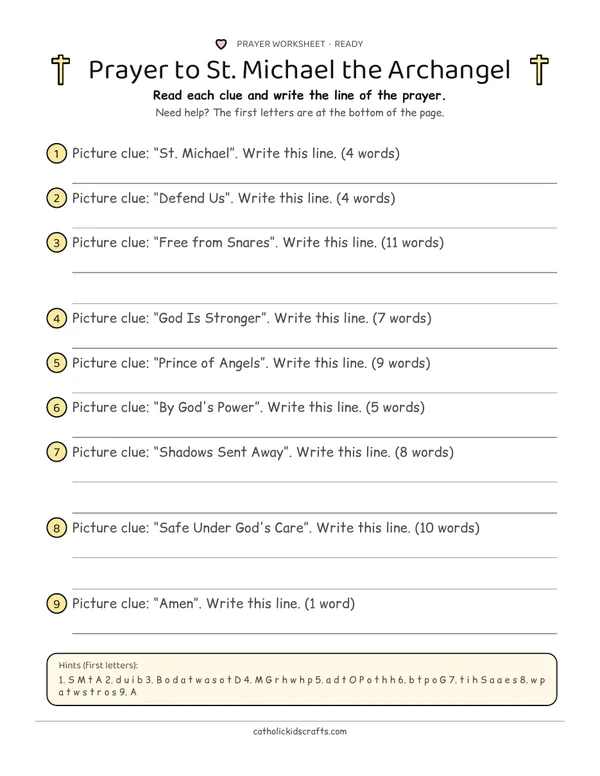 PRAYER WORKSHEET · READY
Prayer to St. Michael the Archangel
Read each clue and write the line of the prayer.
Need help? The first letters are at the bottom of the page.
1 Picture clue: "St. Michael". Write this line. (4 words)
2 Picture clue: "Defend Us". Write this line. (4 words)
3 Picture clue: "Free from Snares". Write this line. (11 words)
4 Picture clue: "God Is Stronger". Write this line. (7 words)
5 Picture clue: "Prince of Angels". Write this line. (9 words)
6 Picture clue: "By God's Power". Write this line. (5 words)
7 Picture clue: "Shadows Sent Away". Write this line. (8 words)
8 Picture clue: "Safe Under God's Care". Write this line. (10 words)
9 Picture clue: "Amen". Write this line. (1 word)
Hints (first letters):
1. S M t A 2. d u i b 3. B o d a t w a s o t D 4. M G r h w h p 5. a d t O P o t h h 6. b t p o G 7. t i h S a a e s 8. w p
a t w s t r o s 9. A
catholickidscrafts.com